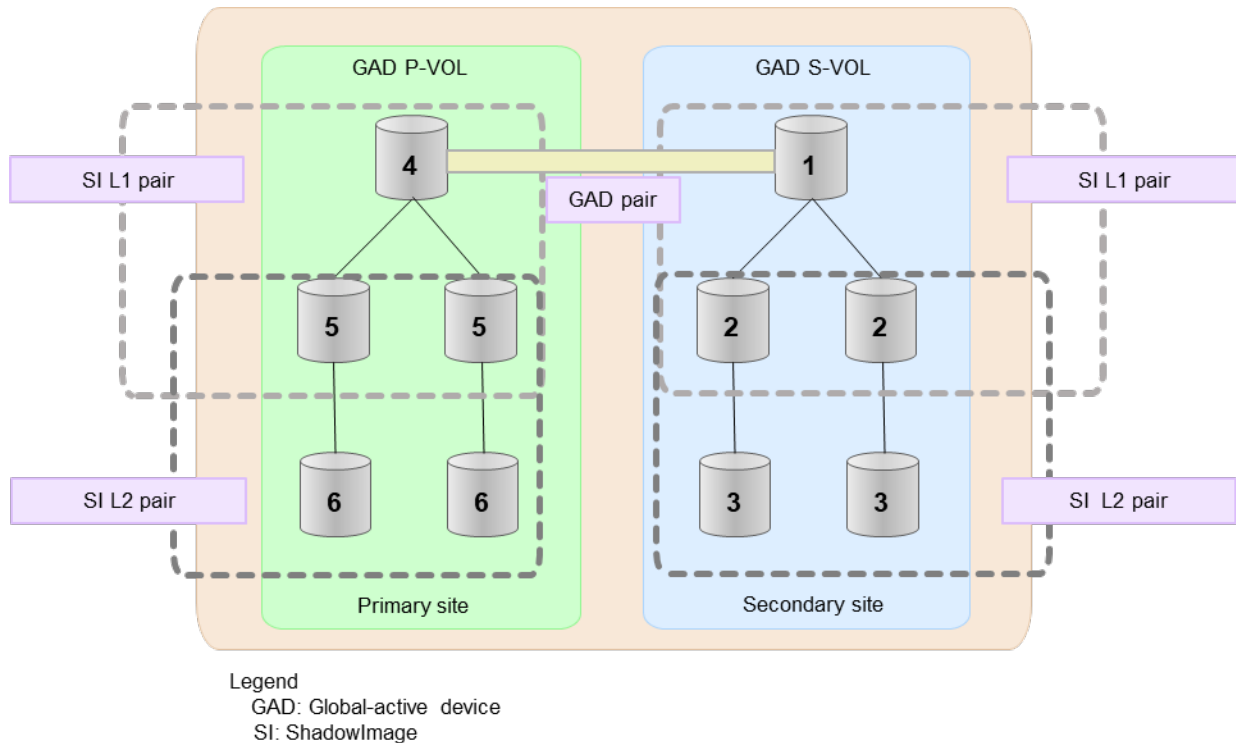 GAD P-VOL
GAD S-VOL
4
1
SI L1 pair
GAD pair
SI L1 pair
5
5
2
2
6
6
3
3
SI L2 pair
SI L2 pair
Primary site
Secondary site
Legend
GAD: Global-active device
SI: ShadowImage